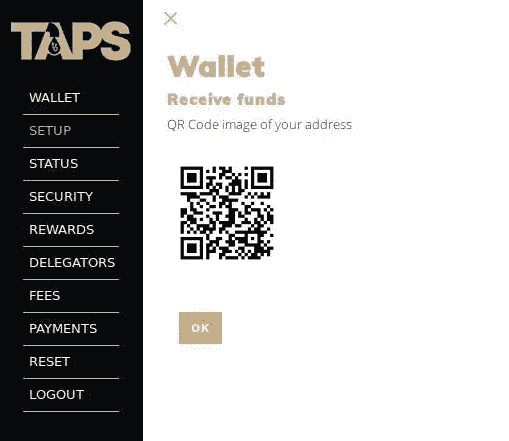 TAPS
WALLET
SETUP
STATUS
SECURITY
REWARDS
DELEGATORS
FEES
PAYMENTS
RESET
LOGOUT
Wallet
Receive funds
QR Code image of your address
OK